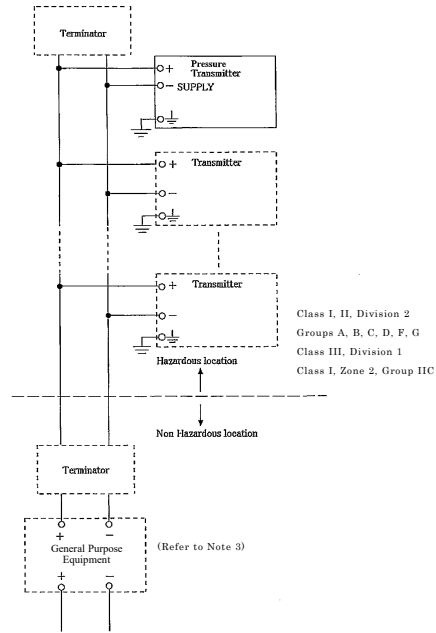 Terminator
+ Pressure
Transmitter
− SUPPLY
+ Transmitter
−
+ Transmitter
−
Class I, II, Division 2
Groups A, B, C, D, F, G
Class III, Division 1
Class I, Zone 2, Group IIC
Hazardous location
Non Hazardous location
Terminator
+ −
General Purpose
Equipment
(Refer to Note 3)
+ −